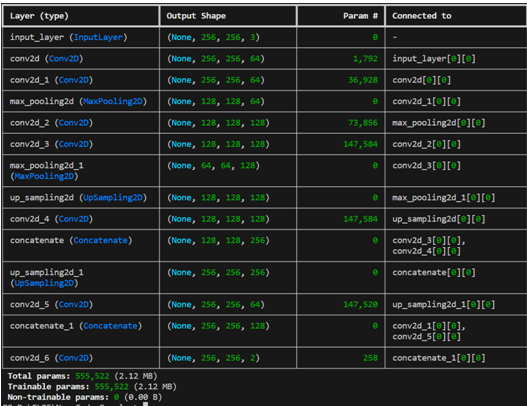 Layer (type) Output Shape Param # Connected to
input_layer (InputLayer) (None, 256, 256, 3) 0 -
conv2d (Conv2D) (None, 256, 256, 64) 1,792 input_layer[0][0]
conv2d_1 (Conv2D) (None, 256, 256, 64) 36,928 conv2d[0][0]
max_pooling2d (MaxPooling2D) (None, 128, 128, 64) 0 conv2d_1[0][0]
conv2d_2 (Conv2D) (None, 128, 128, 128) 73,856 max_pooling2d[0][0]
conv2d_3 (Conv2D) (None, 128, 128, 128) 147,584 conv2d_2[0][0]
max_pooling2d_1 (None, 64, 64, 128) 0 conv2d_3[0][0]
(MaxPooling2D)
up_sampling2d (UpSampling2D) (None, 128, 128, 128) 0 max_pooling2d_1[0][0]
conv2d_4 (Conv2D) (None, 128, 128, 128) 147,584 up_sampling2d[0][0]
concatenate (Concatenate) (None, 128, 128, 256) 0 conv2d_3[0][0],
conv2d_4[0][0]
up_sampling2d_1 (None, 256, 256, 256) 0 concatenate[0][0]
(UpSampling2D)
conv2d_5 (Conv2D) (None, 256, 256, 64) 147,520 up_sampling2d_1[0][0]
concatenate_1 (Concatenate) (None, 256, 256, 128) 0 conv2d_1[0][0],
conv2d_5[0][0]
conv2d_6 (Conv2D) (None, 256, 256, 2) 258 concatenate_1[0][0]
Total params: 555,522 (2.12 MB)
Trainable params: 555,522 (2.12 MB)
Non-trainable params: 0 (0.00 B)